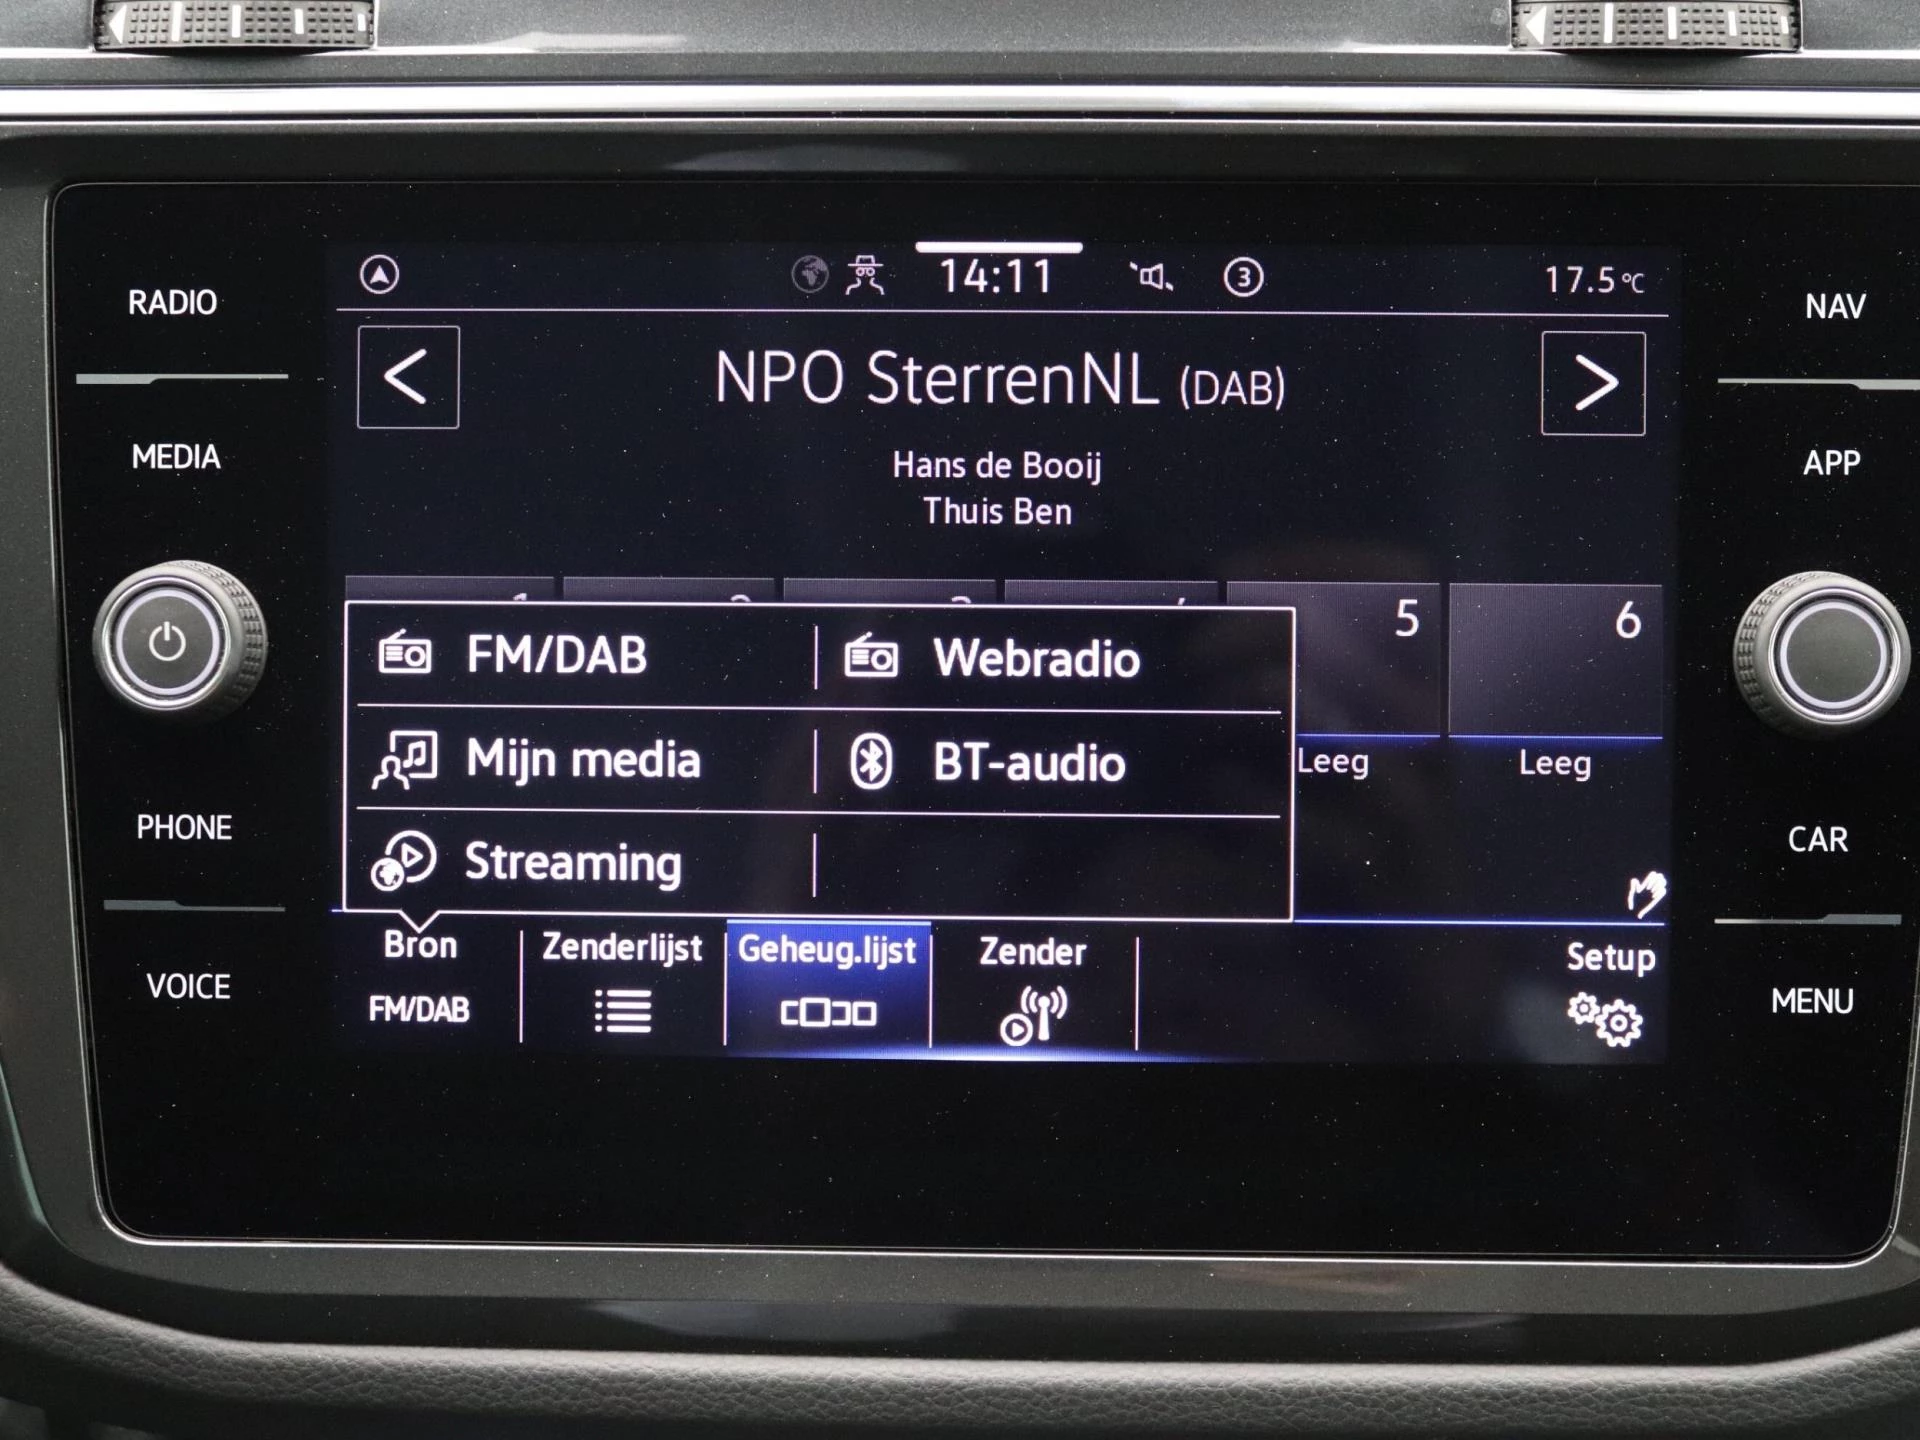 14:11
3
17.5 °C
RADIO
NAV
<
NPO SterrenNL (DAB)
>
MEDIA
APP
Hans de Booij
Thuis Ben
5
6
FM/DAB
Webradio
Mijn media
BT-audio
Leeg
Leeg
PHONE
CAR
Streaming
Bron
Zenderlijst
Geheug.lijst
Zender
Setup
VOICE
FM/DAB
MENU